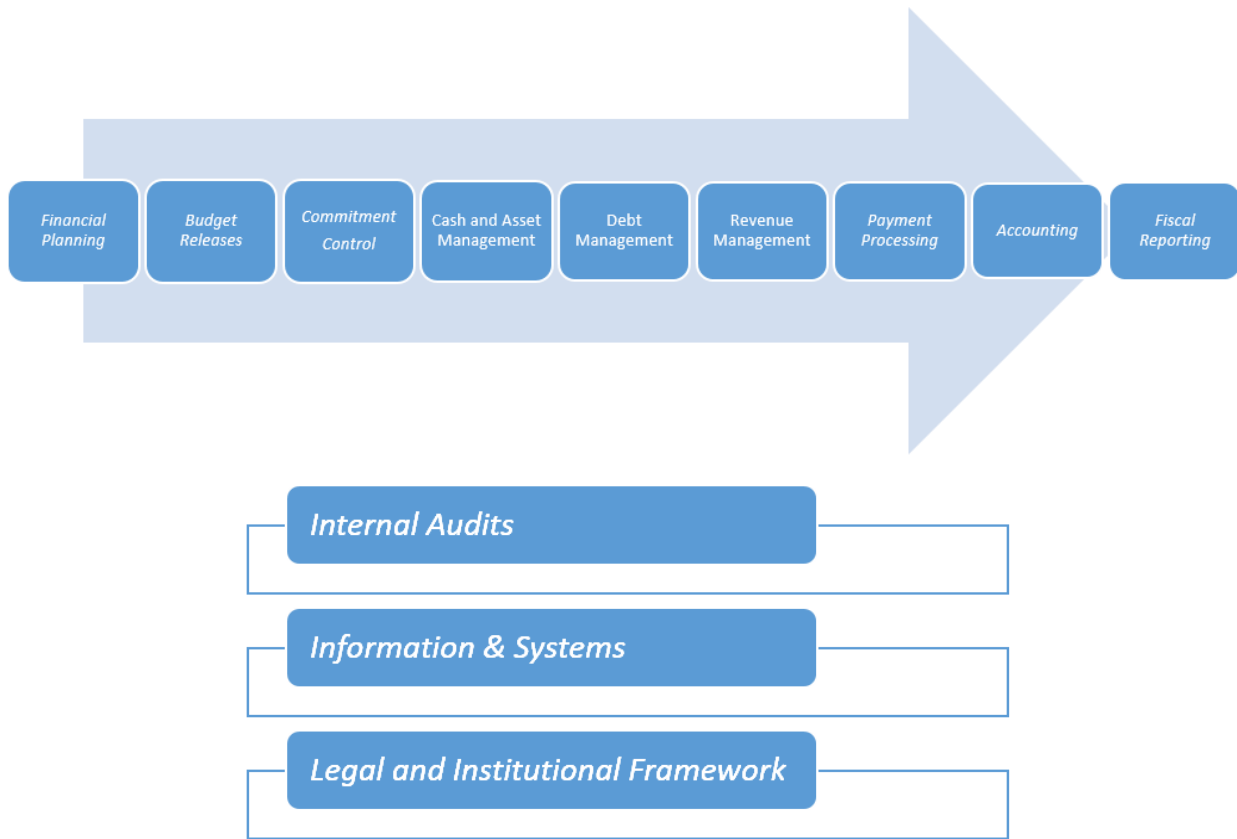 Financial
Planning
Budget
Releases
Commitment
Control
Cash and Asset
Management
Debt
Management
Revenue
Management
Payment
Processing
Accounting
Fiscal
Reporting
Internal Audits
Information & Systems
Legal and Institutional Framework